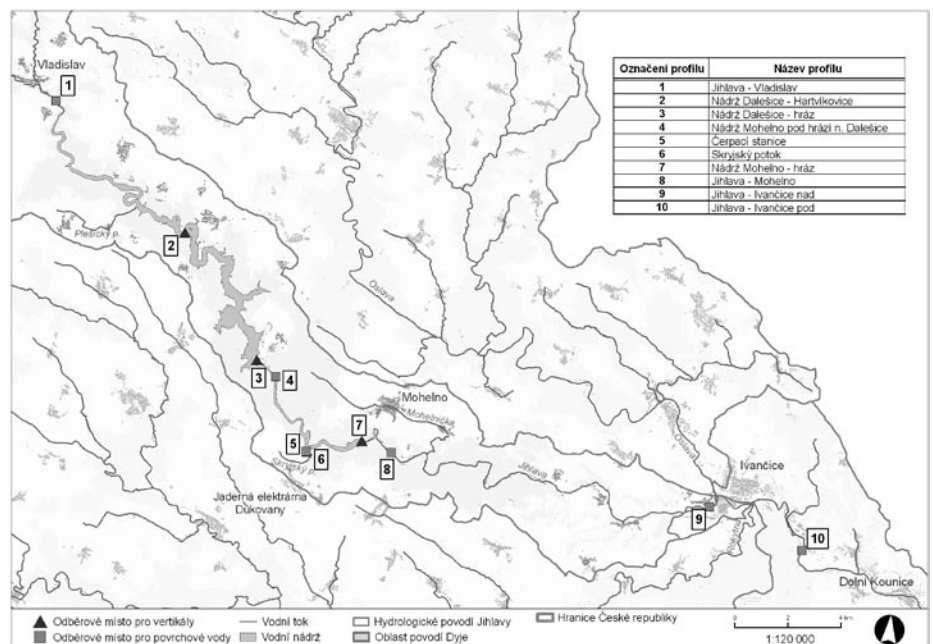 Vladislav
1
Označení profilu Název profilu
1 Jihlava - Vladislav
2 Nádrž Dalešice - Hartvíkovice
3 Nádrž Dalešice - hráz
4 Nádrž Mohelno pod hrází n. Dalešice
5 Čerpací stanice
6 Skryjský potok
7 Nádrž Mohelno - hráz
8 Jihlava - Mohelno
9 Jihlava - Ivančice nad
10 Jihlava - Ivančice pod
Plešický p.
2
Oslava
3
4
Mohelno
Mohelnička
7
5
6
8
Skryjský p.
Jihlava
Oslava
Ivančice
Jaderná elektrárna
Dukovany
9
Rokytná
10
Dolní Kounice
Odběrové místo pro vertikály
Vodní tok
Hydrologické povodí Jihlavy
Hranice České republiky
Odběrové místo pro povrchové vody
Vodní nádrž
Oblast povodí Dyje
0 2 4 km
1:120 000